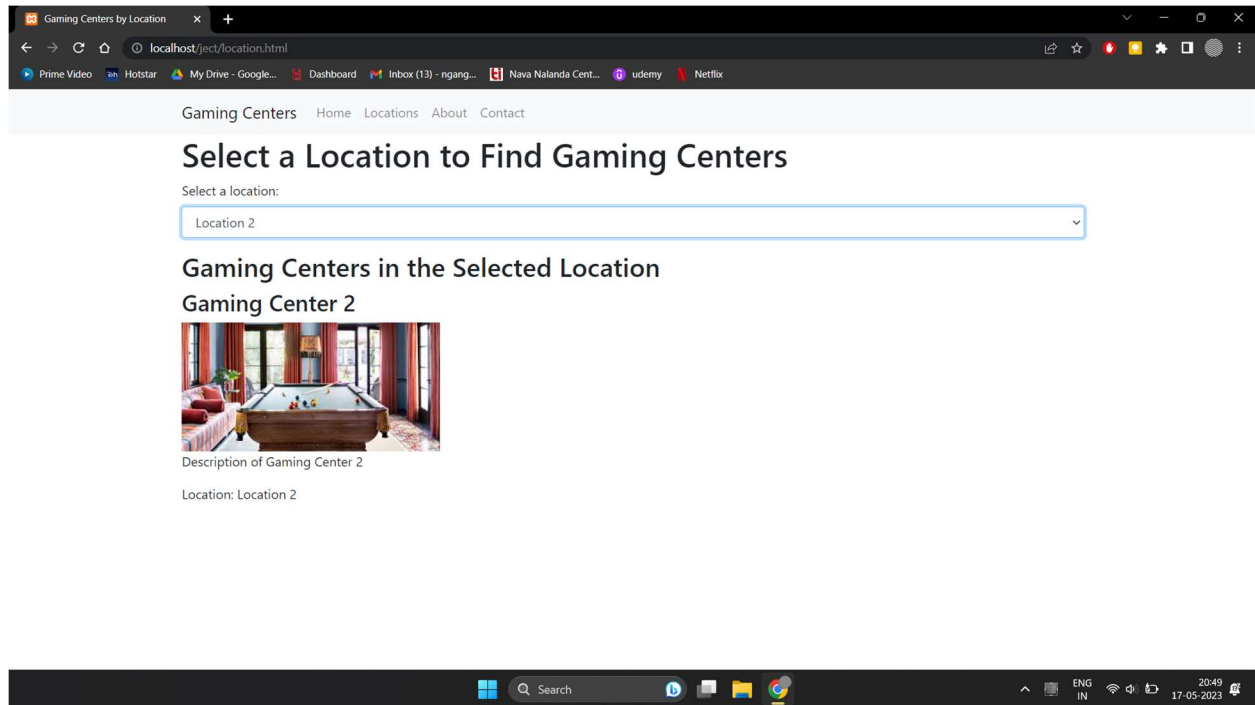 Gaming Centers by Location
localhost/ject/location.html
Prime Video Hotstar My Drive - Google... Dashboard Inbox (13) - ngang... Nava Nalanda Cent... udemy Netflix
Gaming Centers Home Locations About Contact
Select a Location to Find Gaming Centers
Select a location:
Location 2
Gaming Centers in the Selected Location
Gaming Center 2
Description of Gaming Center 2
Location: Location 2
Search ENG 20:49
IN 17-05-2023